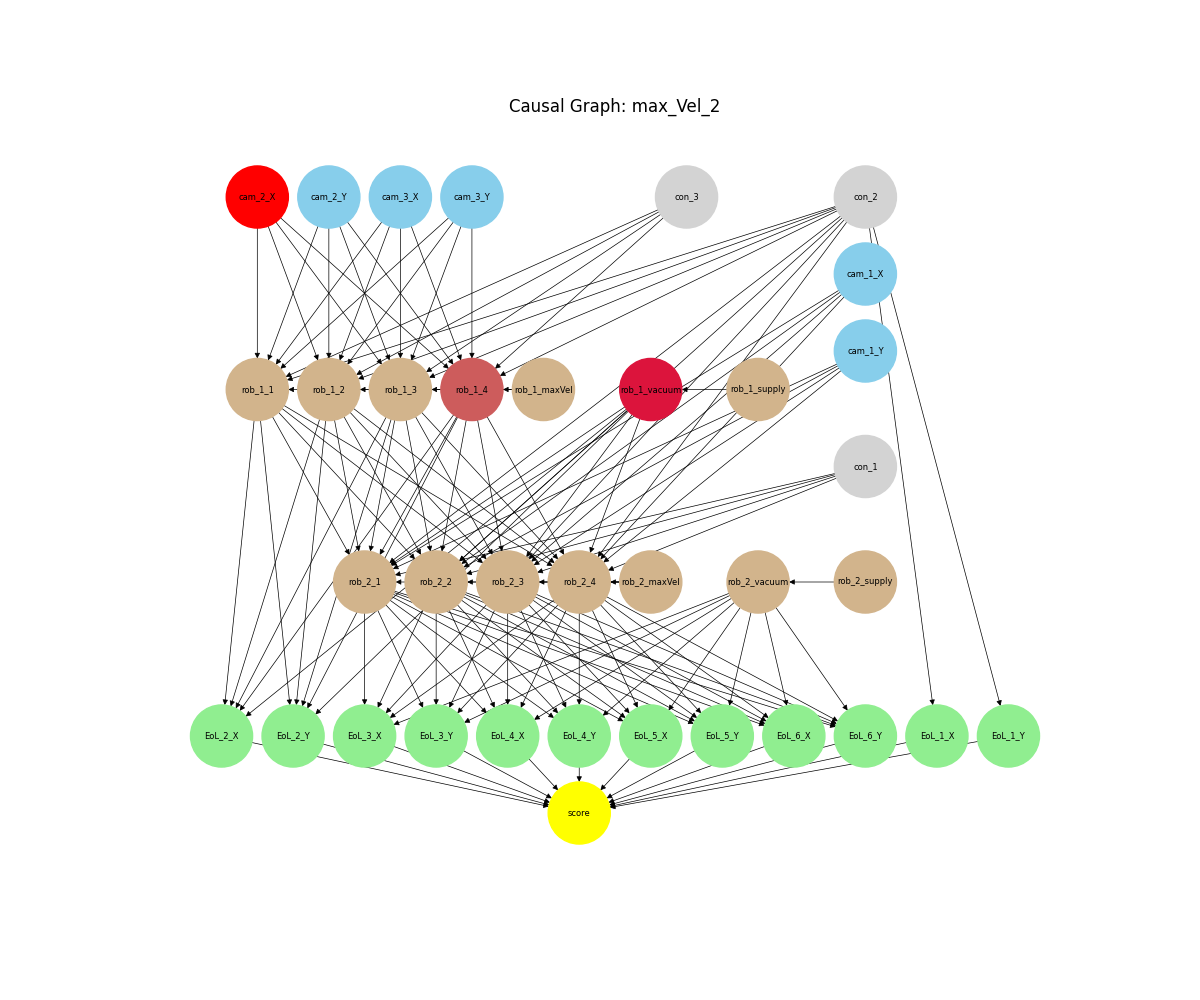 Causal Graph: max_Vel_2
cam_2_X
cam_2_Y
cam_3_X
cam_3_Y
con_3
con_2
cam_1_X
cam_1_Y
rob_1_1
rob_1_2
rob_1_3
rob_1_4
rob_1_maxVel
rob_1_vacuum
rob_1_supply
con_1
rob_2_1
rob_2_2
rob_2_3
rob_2_4
rob_2_maxVel
rob_2_vacuum
rob_2_supply
EoL_2_X
EoL_2_Y
EoL_3_X
EoL_3_Y
EoL_4_X
EoL_4_Y
EoL_5_X
EoL_5_Y
EoL_6_X
EoL_6_Y
EoL_1_X
EoL_1_Y
score